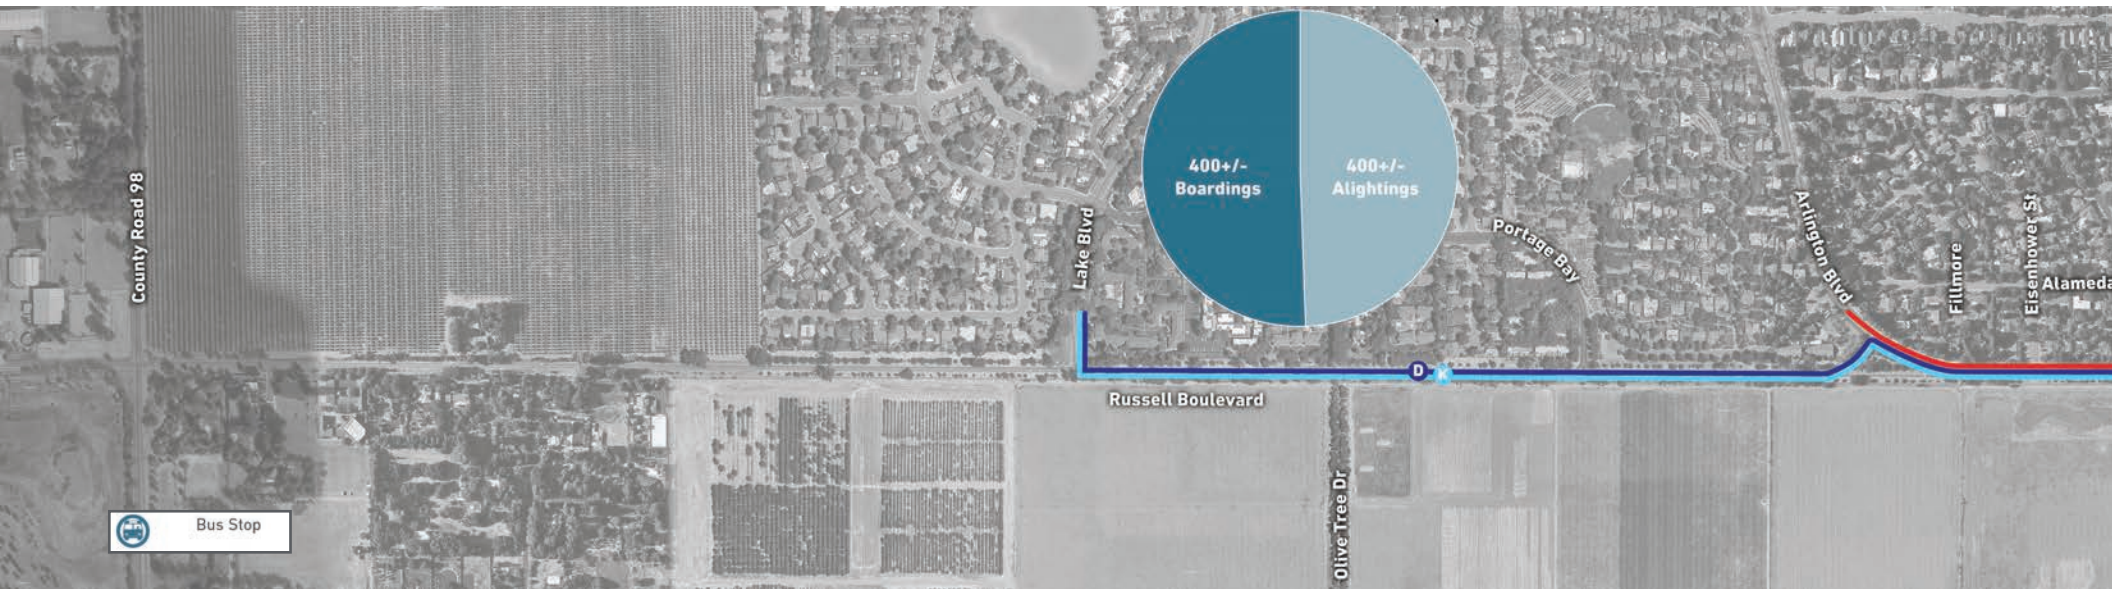 400+/-
Boardings
400+/-
Alightings
County Road 98
Lake Blvd
Portage Bay
Arlington Blvd
Fillmore
Eisenhower St
Alameda
D
K
Russell Boulevard
Olive Tree Dr
Bus Stop